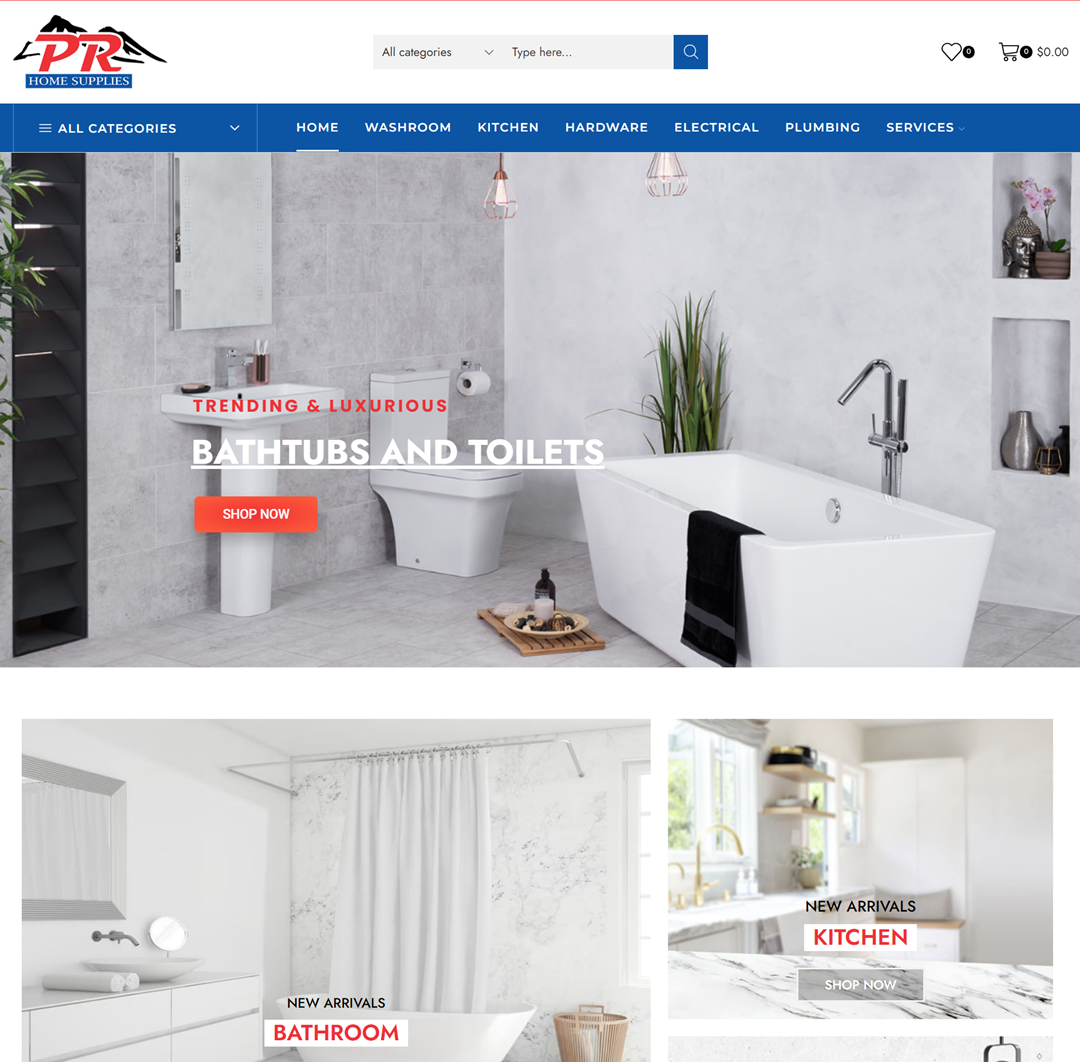 PR
HOME SUPPLIES
All categories
Type here...
0
0 $0.00
ALL CATEGORIES
HOME WASHROOM KITCHEN HARDWARE ELECTRICAL PLUMBING SERVICES
TRENDING & LUXURIOUS
BATHTUBS AND TOILETS
SHOP NOW
NEW ARRIVALS
KITCHEN
SHOP NOW
NEW ARRIVALS
BATHROOM